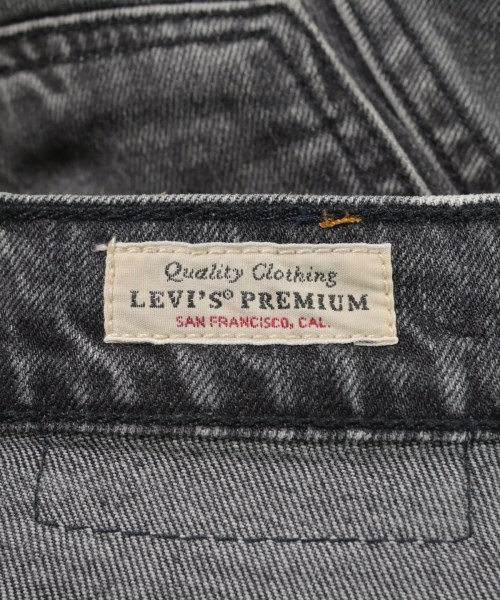 Quality Clothing
LEVI'S® PREMIUM
SAN FRANCISCO, CAL.